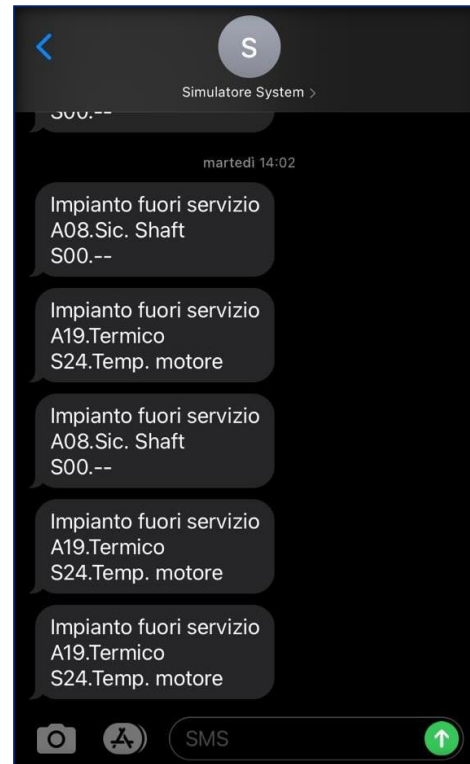 S
Simulatore System >
S00.--
martedì 14:02
Impianto fuori servizio
A08.Sic. Shaft
S00.--
Impianto fuori servizio
A19.Termico
S24.Temp. motore
Impianto fuori servizio
A08.Sic. Shaft
S00.--
Impianto fuori servizio
A19.Termico
S24.Temp. motore
Impianto fuori servizio
A19.Termico
S24.Temp. motore
SMS